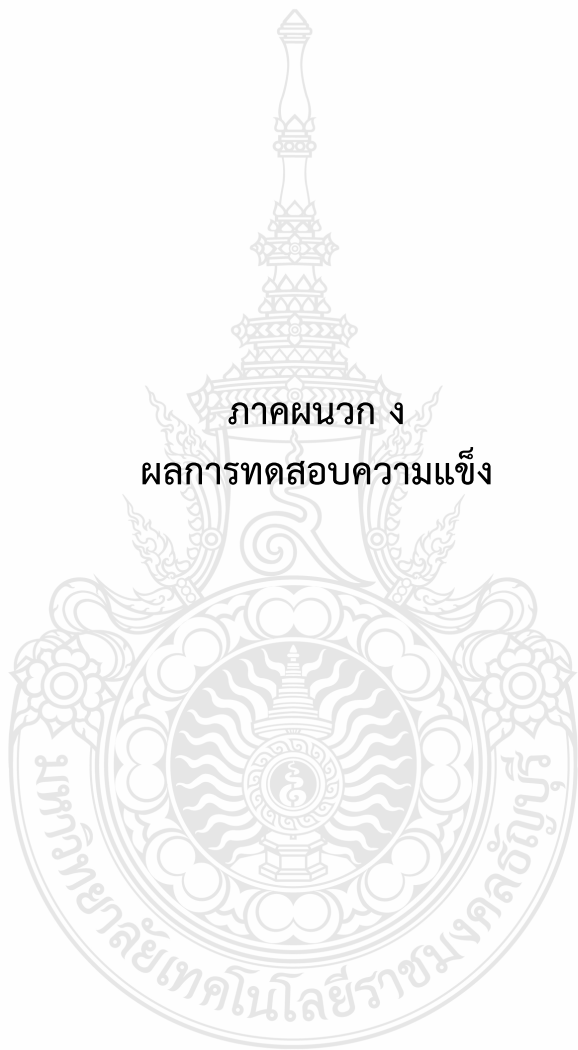 ภาคผนวก ง
ผลการทดสอบความแข็ง
มหาวิทยาลัยเทคโนโลยีราชมงคลธัญบุรี